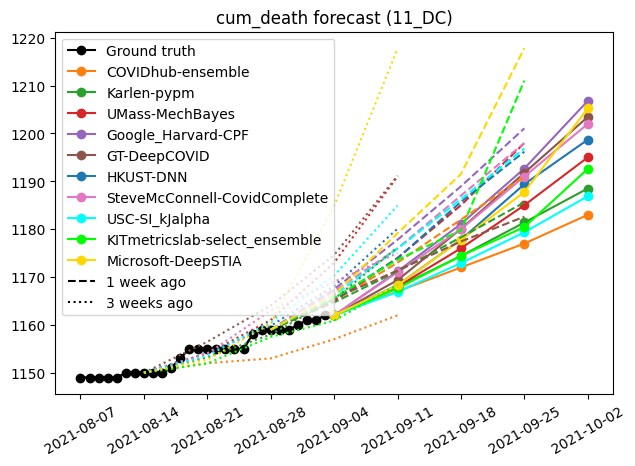 cum_death forecast (11_DC)
1220
1210
1200
1190
1180
1170
1160
1150
Ground truth
COVIDhub-ensemble
Karlen-pypm
UMass-MechBayes
Google_Harvard-CPF
GT-DeepCOVID
HKUST-DNN
SteveMcConnell-CovidComplete
USC-SI_kJalpha
KITmetricslab-select_ensemble
Microsoft-DeepSTIA
1 week ago
3 weeks ago
2021-08-07
2021-08-14
2021-08-21
2021-08-28
2021-09-04
2021-09-11
2021-09-18
2021-09-25
2021-10-02